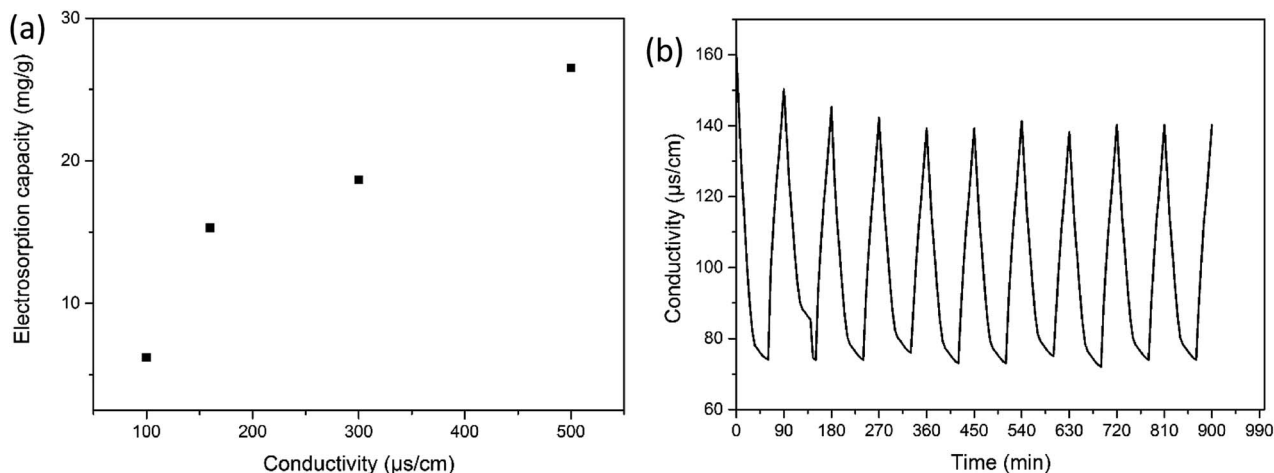 (a)
30
20
10
Electrosorption capacity (mg/g)
100 200 300 400 500
Conductivity (μs/cm)
(b)
160
140
120
100
80
60
Conductivity (μs/cm)
0 90 180 270 360 450 540 630 720 810 900 990
Time (min)